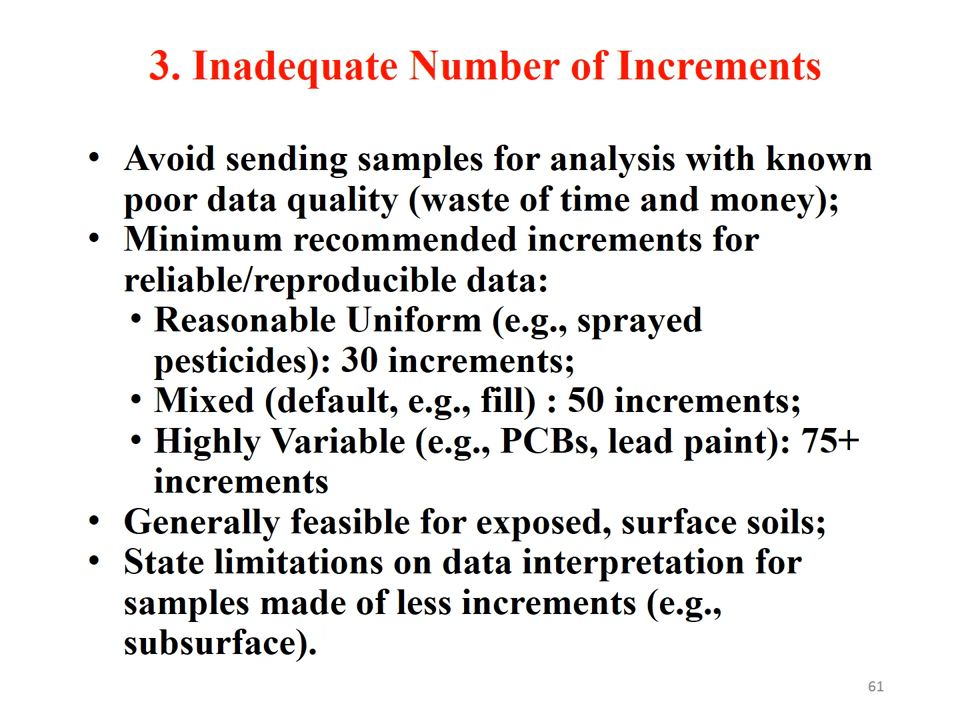 3. Inadequate Number of Increments
• Avoid sending samples for analysis with known
poor data quality (waste of time and money);
• Minimum recommended increments for
reliable/reproducible data:
• Reasonable Uniform (e.g., sprayed
pesticides): 30 increments;
• Mixed (default, e.g., fill) : 50 increments;
• Highly Variable (e.g., PCBs, lead paint): 75+
increments
• Generally feasible for exposed, surface soils;
• State limitations on data interpretation for
samples made of less increments (e.g.,
subsurface).
61